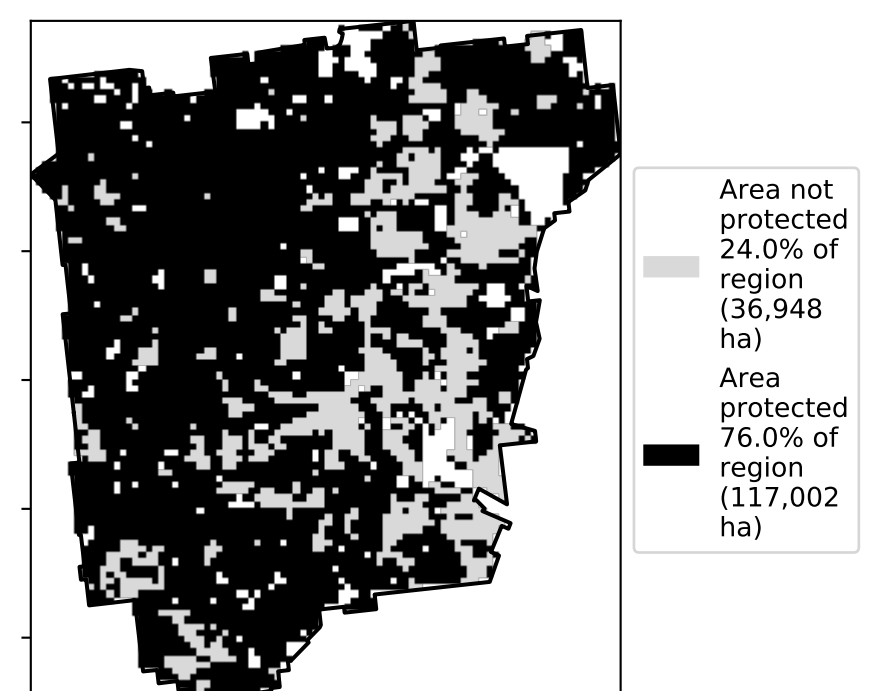 Area not
protected
24.0% of
region
(36,948
ha)
Area
protected
76.0% of
region
(117,002
ha)